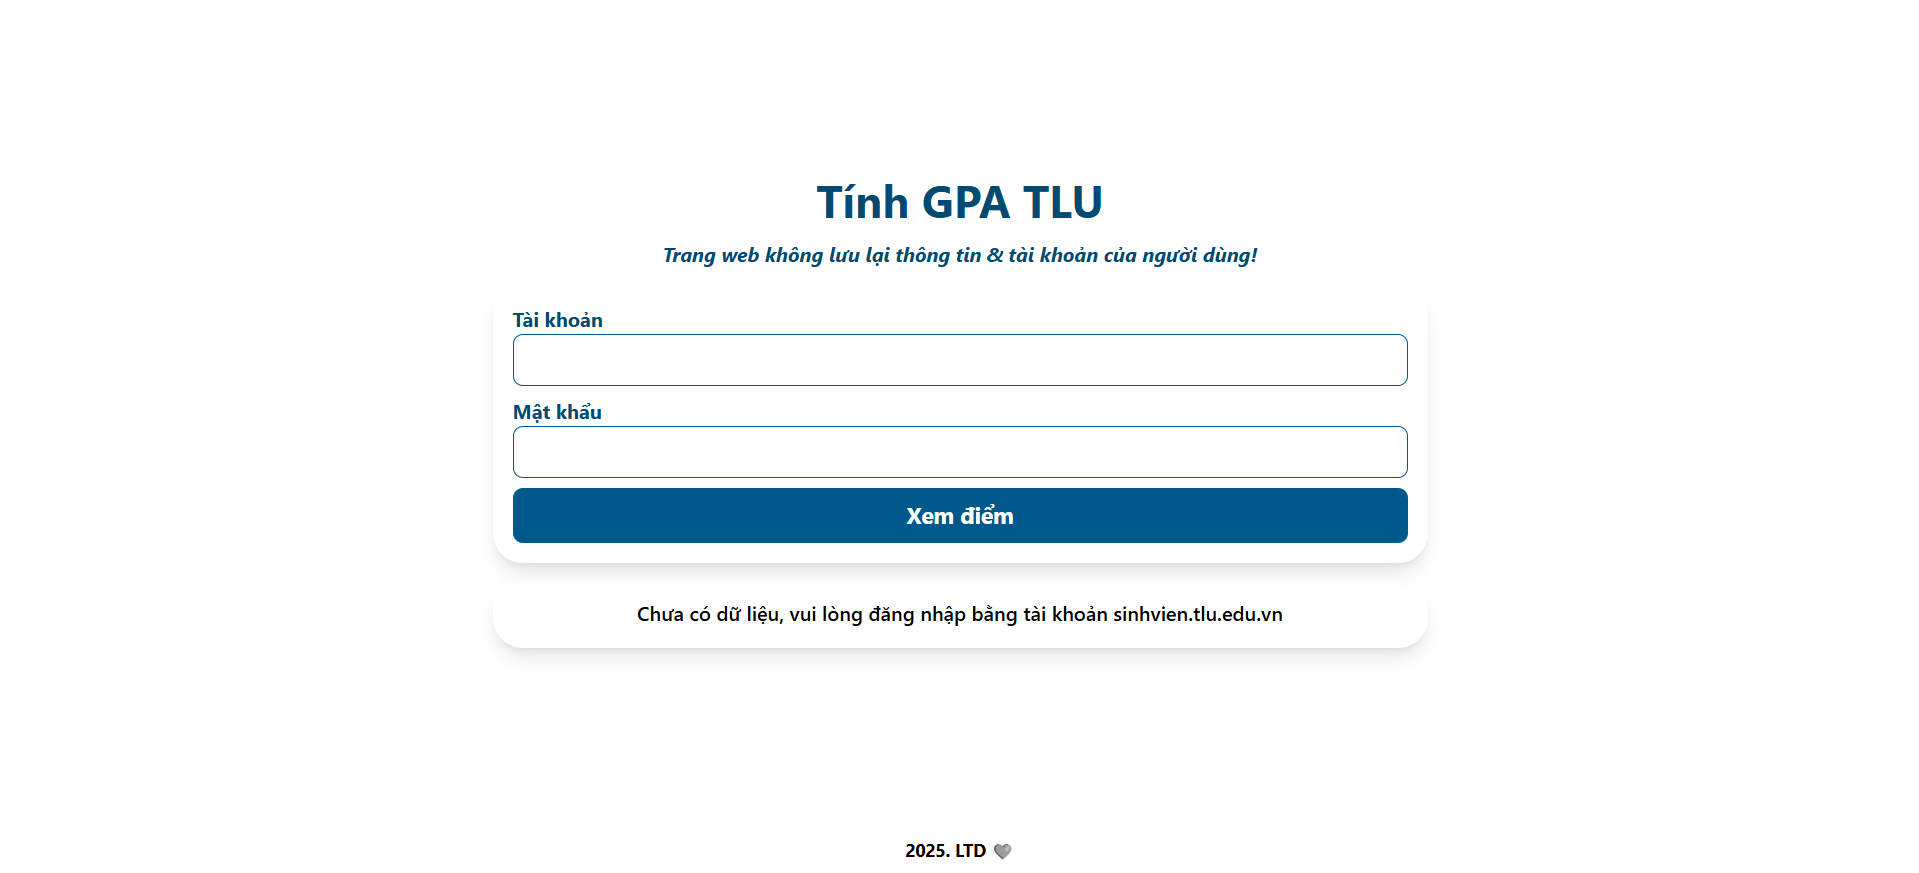 Tính GPA TLU
Trang web không lưu lại thông tin & tài khoản của người dùng!
Tài khoản
Mật khẩu
Xem điểm
Chưa có dữ liệu, vui lòng đăng nhập bằng tài khoản sinhvien.tlu.edu.vn
2025. LTD 🩶